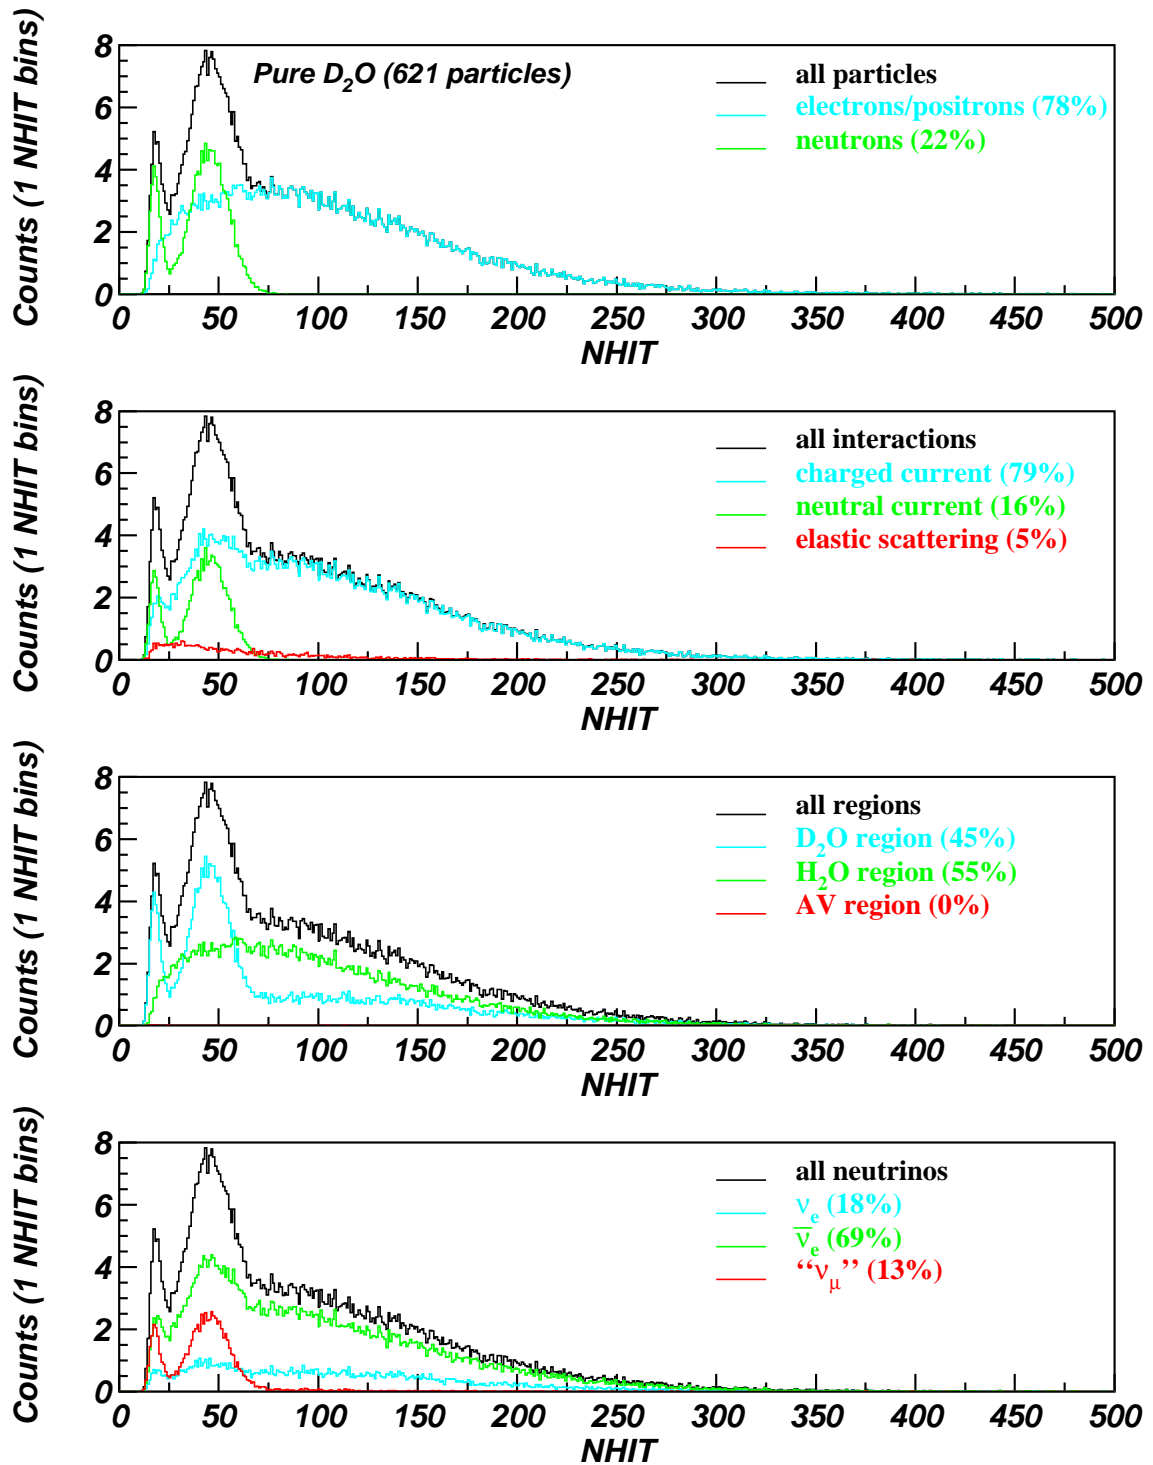 Counts (1 NHIT bins)
8
6
4
2
0
Pure D₂O (621 particles)
all particles
electrons/positrons (78%)
neutrons (22%)
0 50 100 150 200 250 300 350 400 450 500
NHIT
Counts (1 NHIT bins)
8
6
4
2
0
all interactions
charged current (79%)
neutral current (16%)
elastic scattering (5%)
0 50 100 150 200 250 300 350 400 450 500
NHIT
Counts (1 NHIT bins)
8
6
4
2
0
all regions
D₂O region (45%)
H₂O region (55%)
AV region (0%)
0 50 100 150 200 250 300 350 400 450 500
NHIT
Counts (1 NHIT bins)
8
6
4
2
0
all neutrinos
νₑ (18%)
ν̅ₑ (69%)
“ν_μ” (13%)
0 50 100 150 200 250 300 350 400 450 500
NHIT